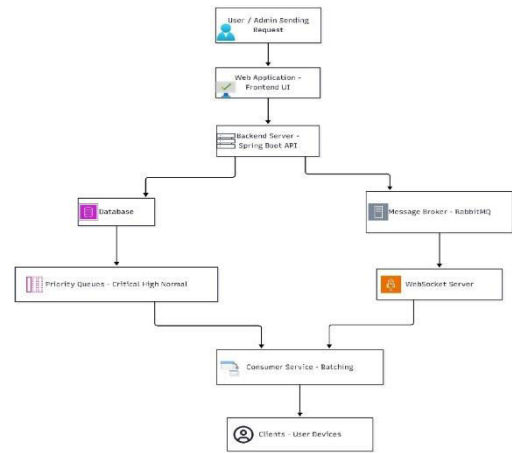 User / Admin Sending
Request
Web Application -
Frontend UI
Backend Server -
Spring Boot API
Database
Message Broker - RabbitMQ
Priority Queues - Critical High Normal
WebSocket Server
Consumer Service - Batching
Clients - User Devices